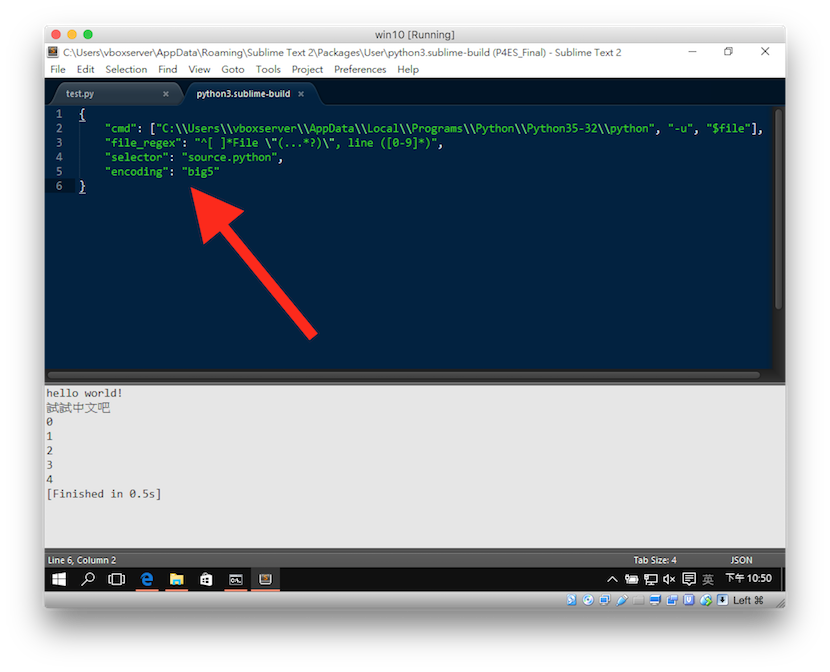 win10 [Running]
C:\Users\vboxserver\AppData\Roaming\Sublime Text 2\Packages\User\python3.sublime-build (P4ES_Final) - Sublime Text 2
File Edit Selection Find View Goto Tools Project Preferences Help
test.py × python3.sublime-build ×
1 {
2 "cmd": ["C:\\Users\\vboxserver\\AppData\\Local\\Programs\\Python\\Python35-32\\python", "-u", "$file"],
3 "file_regex": "^[ ]*File \"(...*?)\", line ([0-9]*)",
4 "selector": "source.python",
5 "encoding": "big5"
6 }
hello world!
試試中文吧
0
1
2
3
4
[Finished in 0.5s]
Line 6, Column 2 Tab Size: 4 JSON
英 下午 10:50
Left ⌘